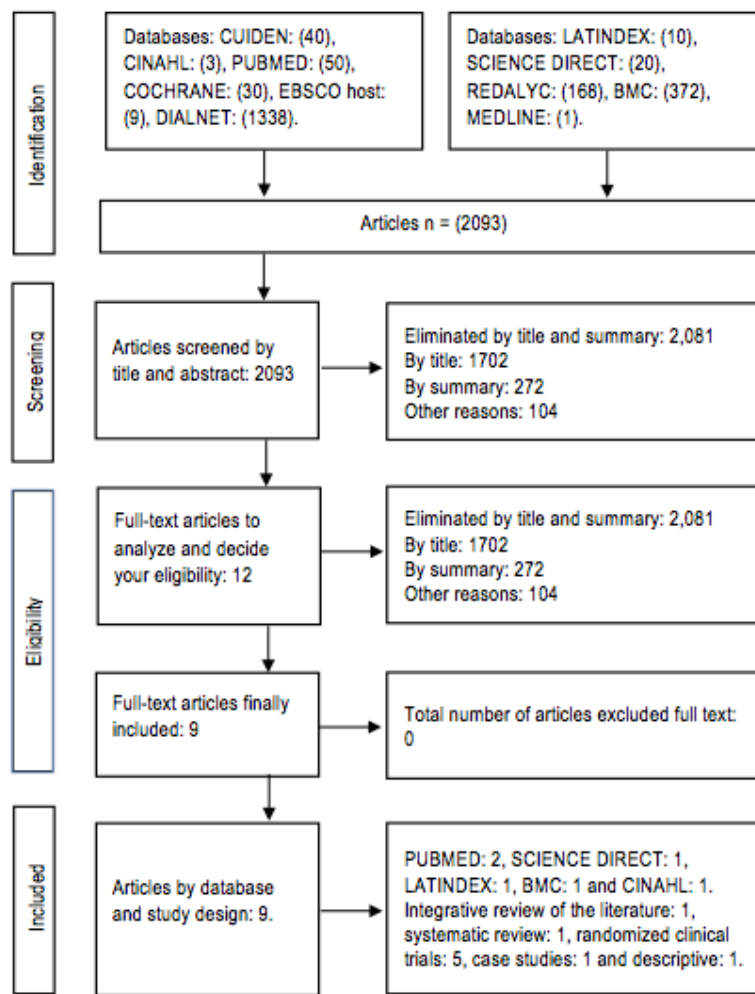 Identification
Databases: CUIDEN: (40),
CINAHL: (3), PUBMED: (50),
COCHRANE: (30), EBSCO host:
(9), DIALNET: (1338).
Databases: LATINDEX: (10),
SCIENCE DIRECT: (20),
REDALYC: (168), BMC: (372),
MEDLINE: (1).
Articles n = (2093)
Screening
Articles screened by
title and abstract: 2093
Eliminated by title and summary: 2,081
By title: 1702
By summary: 272
Other reasons: 104
Eligibility
Full-text articles to
analyze and decide
your eligibility: 12
Eliminated by title and summary: 2,081
By title: 1702
By summary: 272
Other reasons: 104
Full-text articles finally
included: 9
Total number of articles excluded full text:
0
Included
Articles by database
and study design: 9.
PUBMED: 2, SCIENCE DIRECT: 1,
LATINDEX: 1, BMC: 1 and CINAHL: 1.
Integrative review of the literature: 1,
systematic review: 1, randomized clinical
trials: 5, case studies: 1 and descriptive: 1.